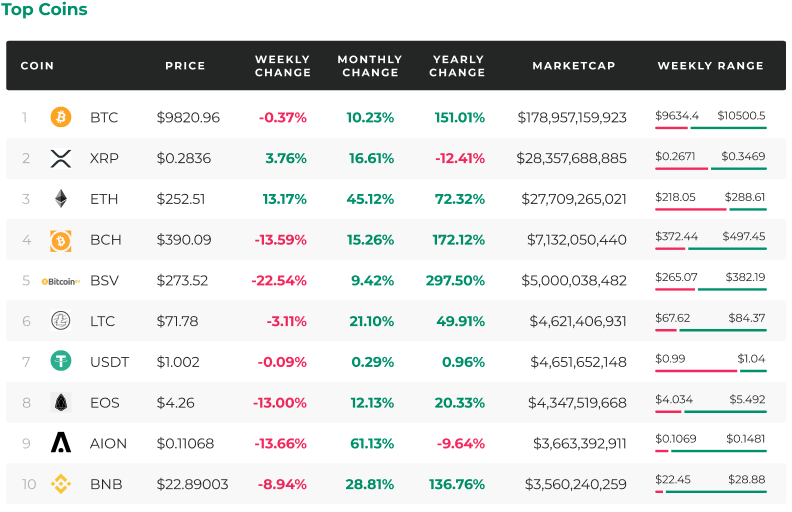 Top Coins
COIN PRICE WEEKLY CHANGE MONTHLY CHANGE YEARLY CHANGE MARKETCAP WEEKLY RANGE
1 BTC $9820.96 -0.37% 10.23% 151.01% $178,957,159,923 $9634.4 $10500.5
2 XRP $0.2836 3.76% 16.61% -12.41% $28,357,688,885 $0.2671 $0.3469
3 ETH $252.51 13.17% 45.12% 72.32% $27,709,265,021 $218.05 $288.61
4 BCH $390.09 -13.59% 15.26% 172.12% $7,132,050,440 $372.44 $497.45
5 Bitcoin BSV $273.52 -22.54% 9.42% 297.50% $5,000,038,482 $265.07 $382.19
6 LTC $71.78 -3.11% 21.10% 49.91% $4,621,406,931 $67.62 $84.37
7 USDT $1.002 -0.09% 0.29% 0.96% $4,651,652,148 $0.99 $1.04
8 EOS $4.26 -13.00% 12.13% 20.33% $4,347,519,668 $4.034 $5.492
9 AION $0.11068 -13.66% 61.13% -9.64% $3,663,392,911 $0.1069 $0.1481
10 BNB $22.89003 -8.94% 28.81% 136.76% $3,560,240,259 $22.45 $28.88